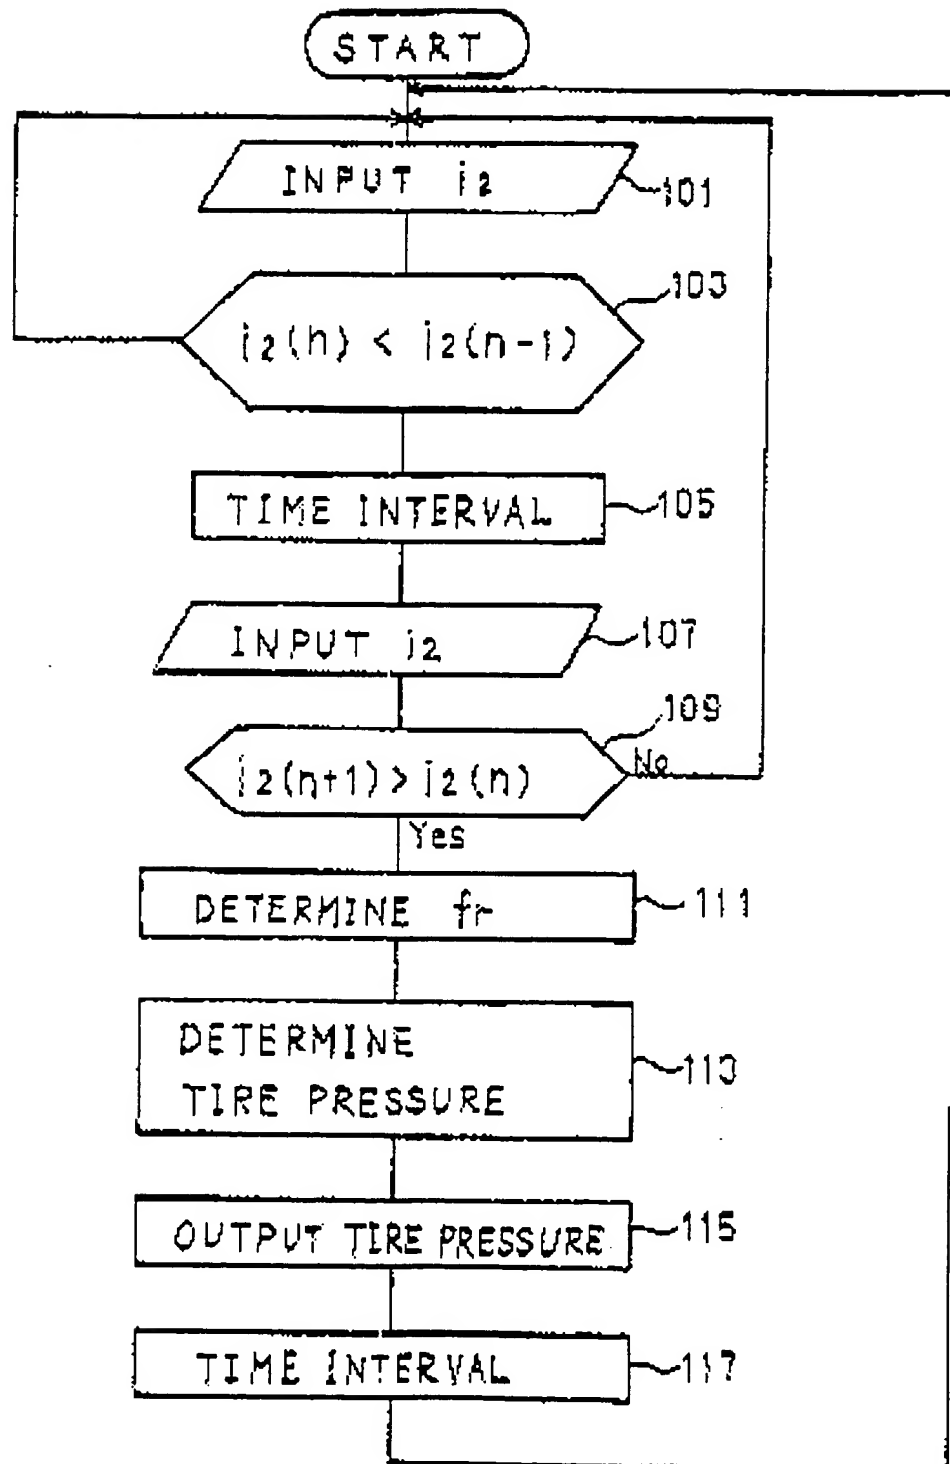 START
INPUT i2
101
103
i2(n) < i2(n-1)
TIME INTERVAL
105
INPUT i2
107
109
i2(n+1) > i2(n)
No
Yes
DETERMINE fr
111
DETERMINE
TIRE PRESSURE
113
OUTPUT TIRE PRESSURE
115
TIME INTERVAL
117